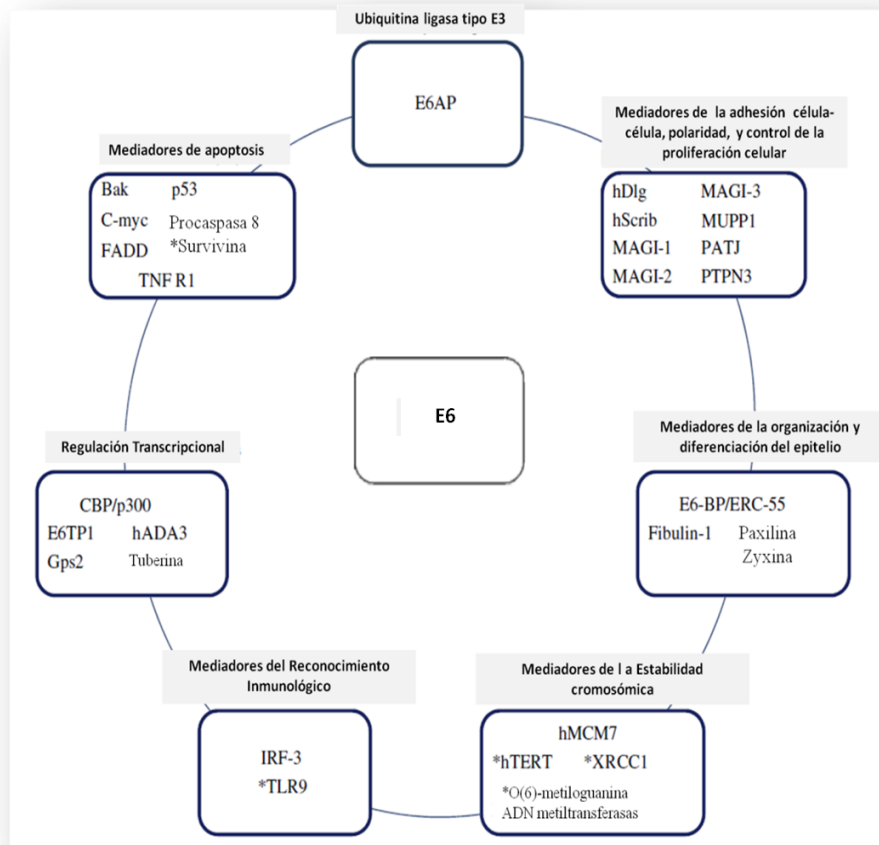 Ubiquitina ligasa tipo E3
E6AP
Mediadores de la adhesión célula-
célula, polaridad, y control de la
proliferación celular
hDlg MAGI-3
hScrib MUPP1
MAGI-1 PATJ
MAGI-2 PTPN3
Mediadores de la organización y
diferenciación del epitelio
E6-BP/ERC-55
Fibulin-1 Paxilina
Zyxina
Mediadores de l a Estabilidad
cromosómica
hMCM7
*hTERT *XRCC1
*O(6)-metiloguanina
ADN metiltransferasas
Mediadores del Reconocimiento
Inmunológico
IRF-3
*TLR9
Regulación Transcripcional
CBP/p300
E6TP1 hADA3
Gps2 Tuberina
Mediadores de apoptosis
Bak p53
C-myc Procaspasa 8
FADD *Survivina
TNF R1
E6